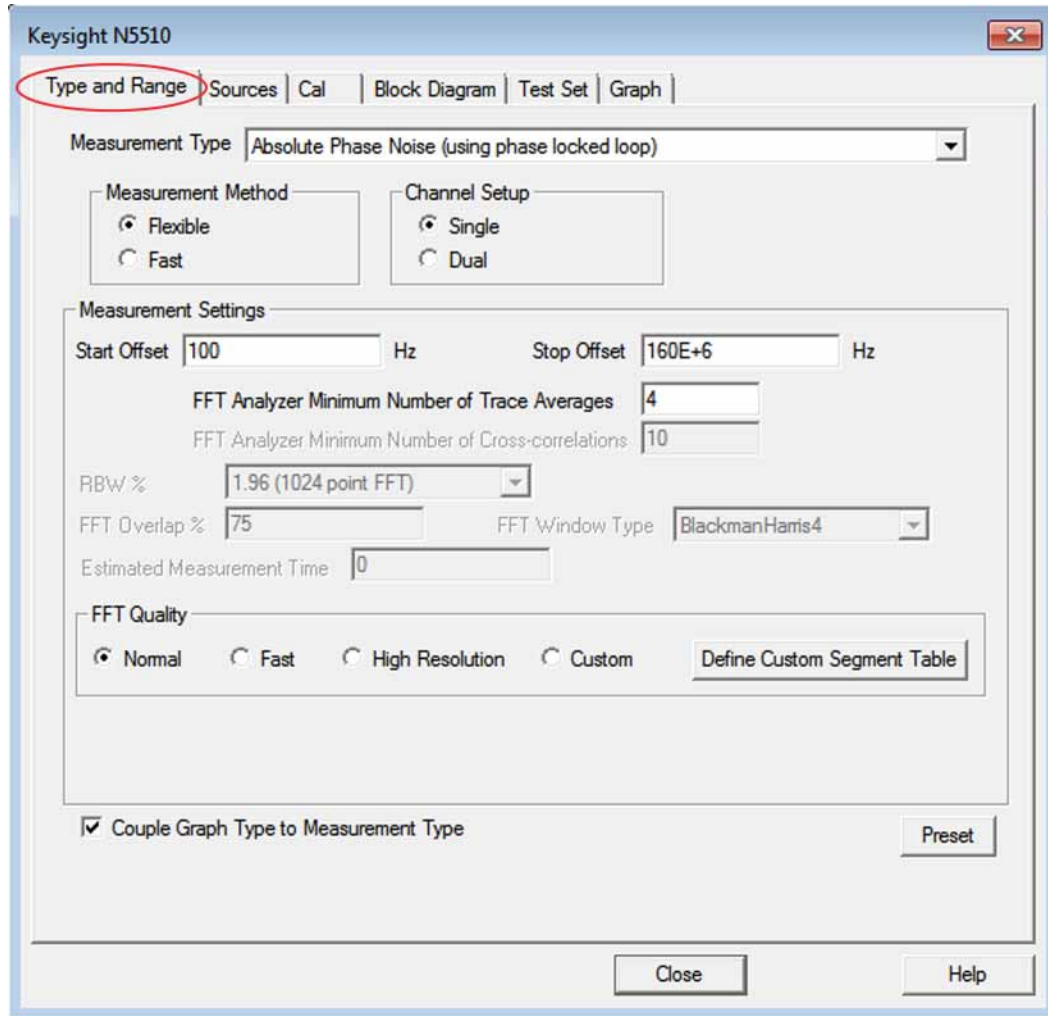 Keysight N5510
Type and Range Sources Cal Block Diagram Test Set Graph
Measurement Type Absolute Phase Noise (using phase locked loop)
Measurement Method
Flexible
Fast
Channel Setup
Single
Dual
Measurement Settings
Start Offset 100 Hz Stop Offset 160E+6 Hz
FFT Analyzer Minimum Number of Trace Averages 4
FFT Analyzer Minimum Number of Cross-correlations 10
RBW % 1.96 (1024 point FFT)
FFT Overlap % 75 FFT Window Type BlackmanHarris4
Estimated Measurement Time 0
FFT Quality
Normal Fast High Resolution Custom Define Custom Segment Table
Couple Graph Type to Measurement Type
Preset
Close Help